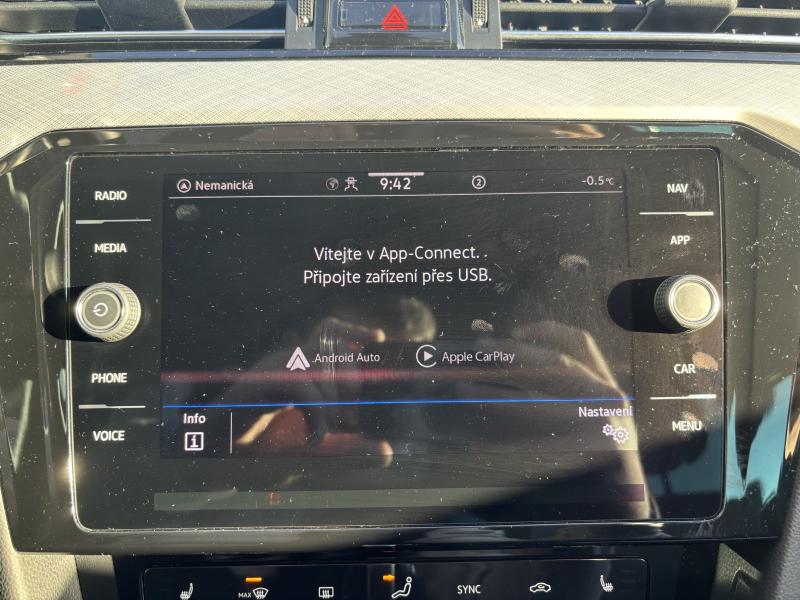 Nemanická 9:42 2 -0.5°C
RADIO
MEDIA
PHONE
VOICE
Vítejte v App-Connect.
Připojte zařízení přes USB.
Android Auto Apple CarPlay
Info
Nastavení
NAV
APP
CAR
MENU
MAX SYNC